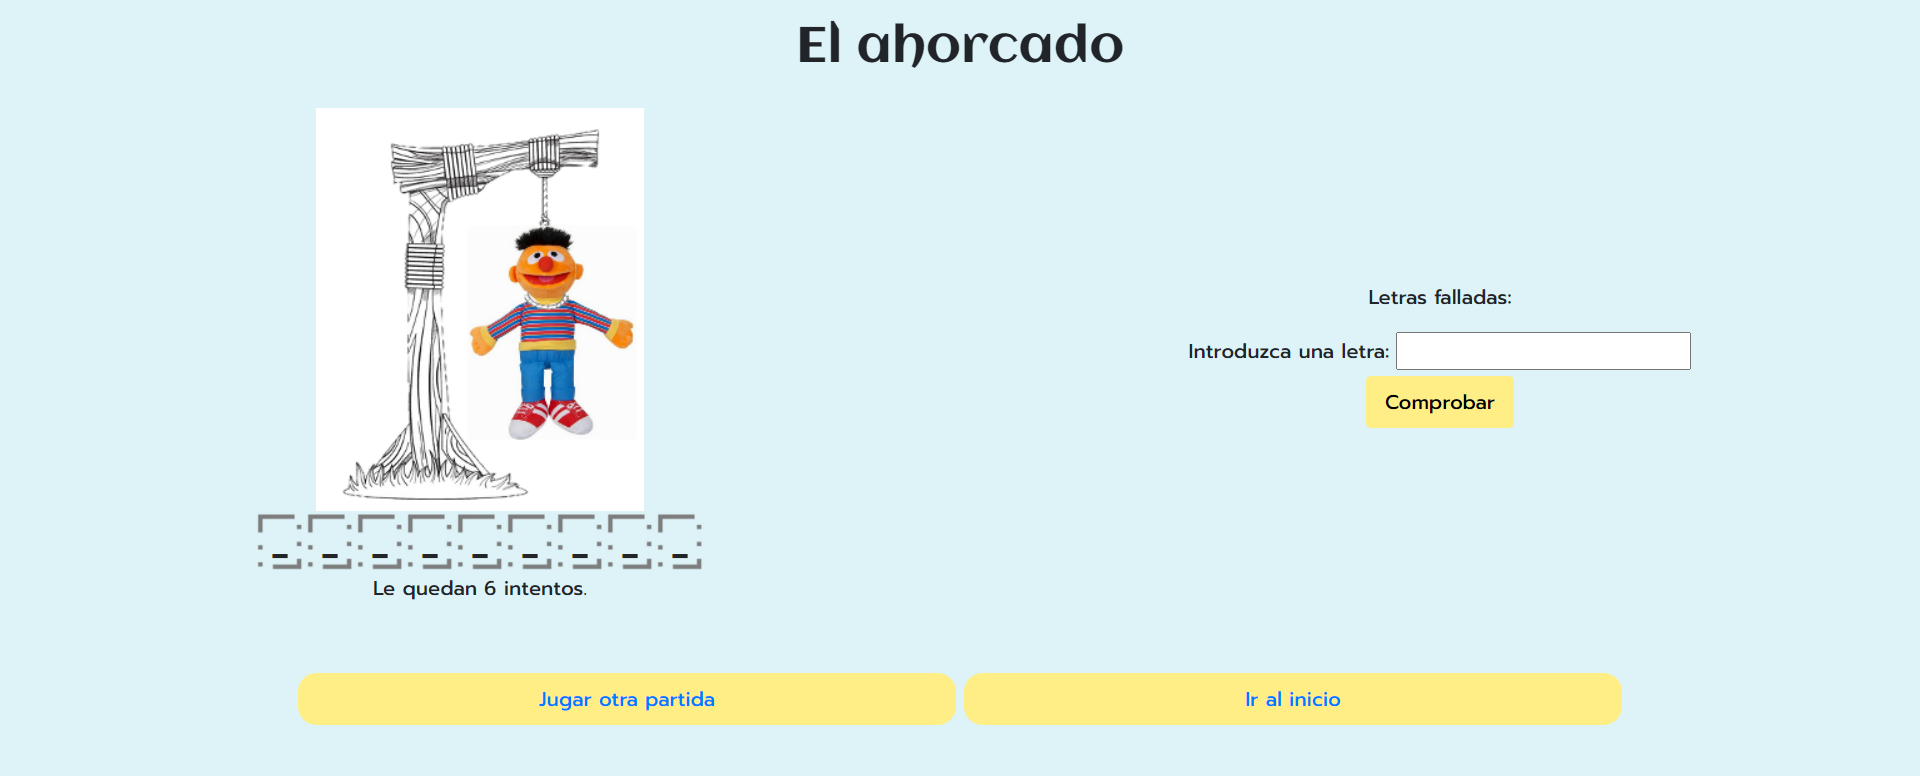 El ahorcado
Letras falladas:
Introduzca una letra:
Comprobar
_ _ _ _ _ _ _ _ _
Le quedan 6 intentos.
Jugar otra partida
Ir al inicio